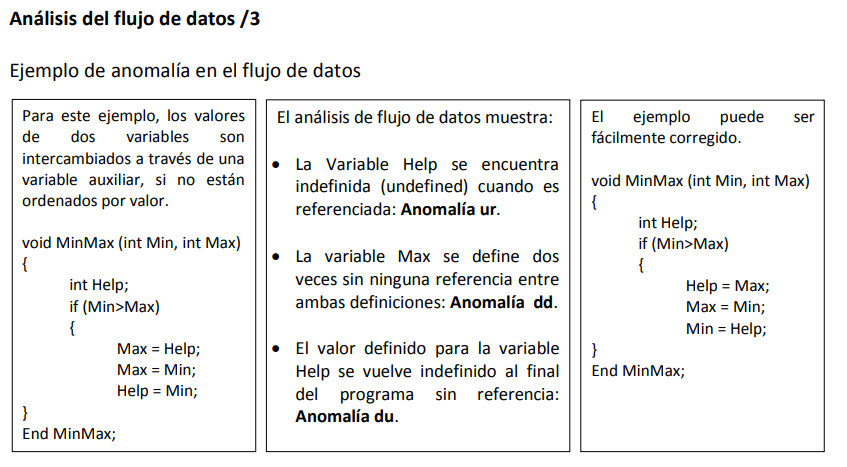 Análisis del flujo de datos /3
Ejemplo de anomalía en el flujo de datos
Para este ejemplo, los valores
de dos variables son
intercambiados a través de una
variable auxiliar, si no están
ordenados por valor.
void MinMax (int Min, int Max)
{
int Help;
if (Min>Max)
{
Max = Help;
Max = Min;
Help = Min;
}
End MinMax;
El análisis de flujo de datos muestra:
• La Variable Help se encuentra
indefinida (undefined) cuando es
referenciada: Anomalía ur.
• La variable Max se define dos
veces sin ninguna referencia entre
ambas definiciones: Anomalía dd.
• El valor definido para la variable
Help se vuelve indefinido al final
del programa sin referencia:
Anomalía du.
El ejemplo puede ser
fácilmente corregido.
void MinMax (int Min, int Max)
{
int Help;
if (Min>Max)
{
Help = Max;
Max = Min;
Min = Help;
}
End MinMax;